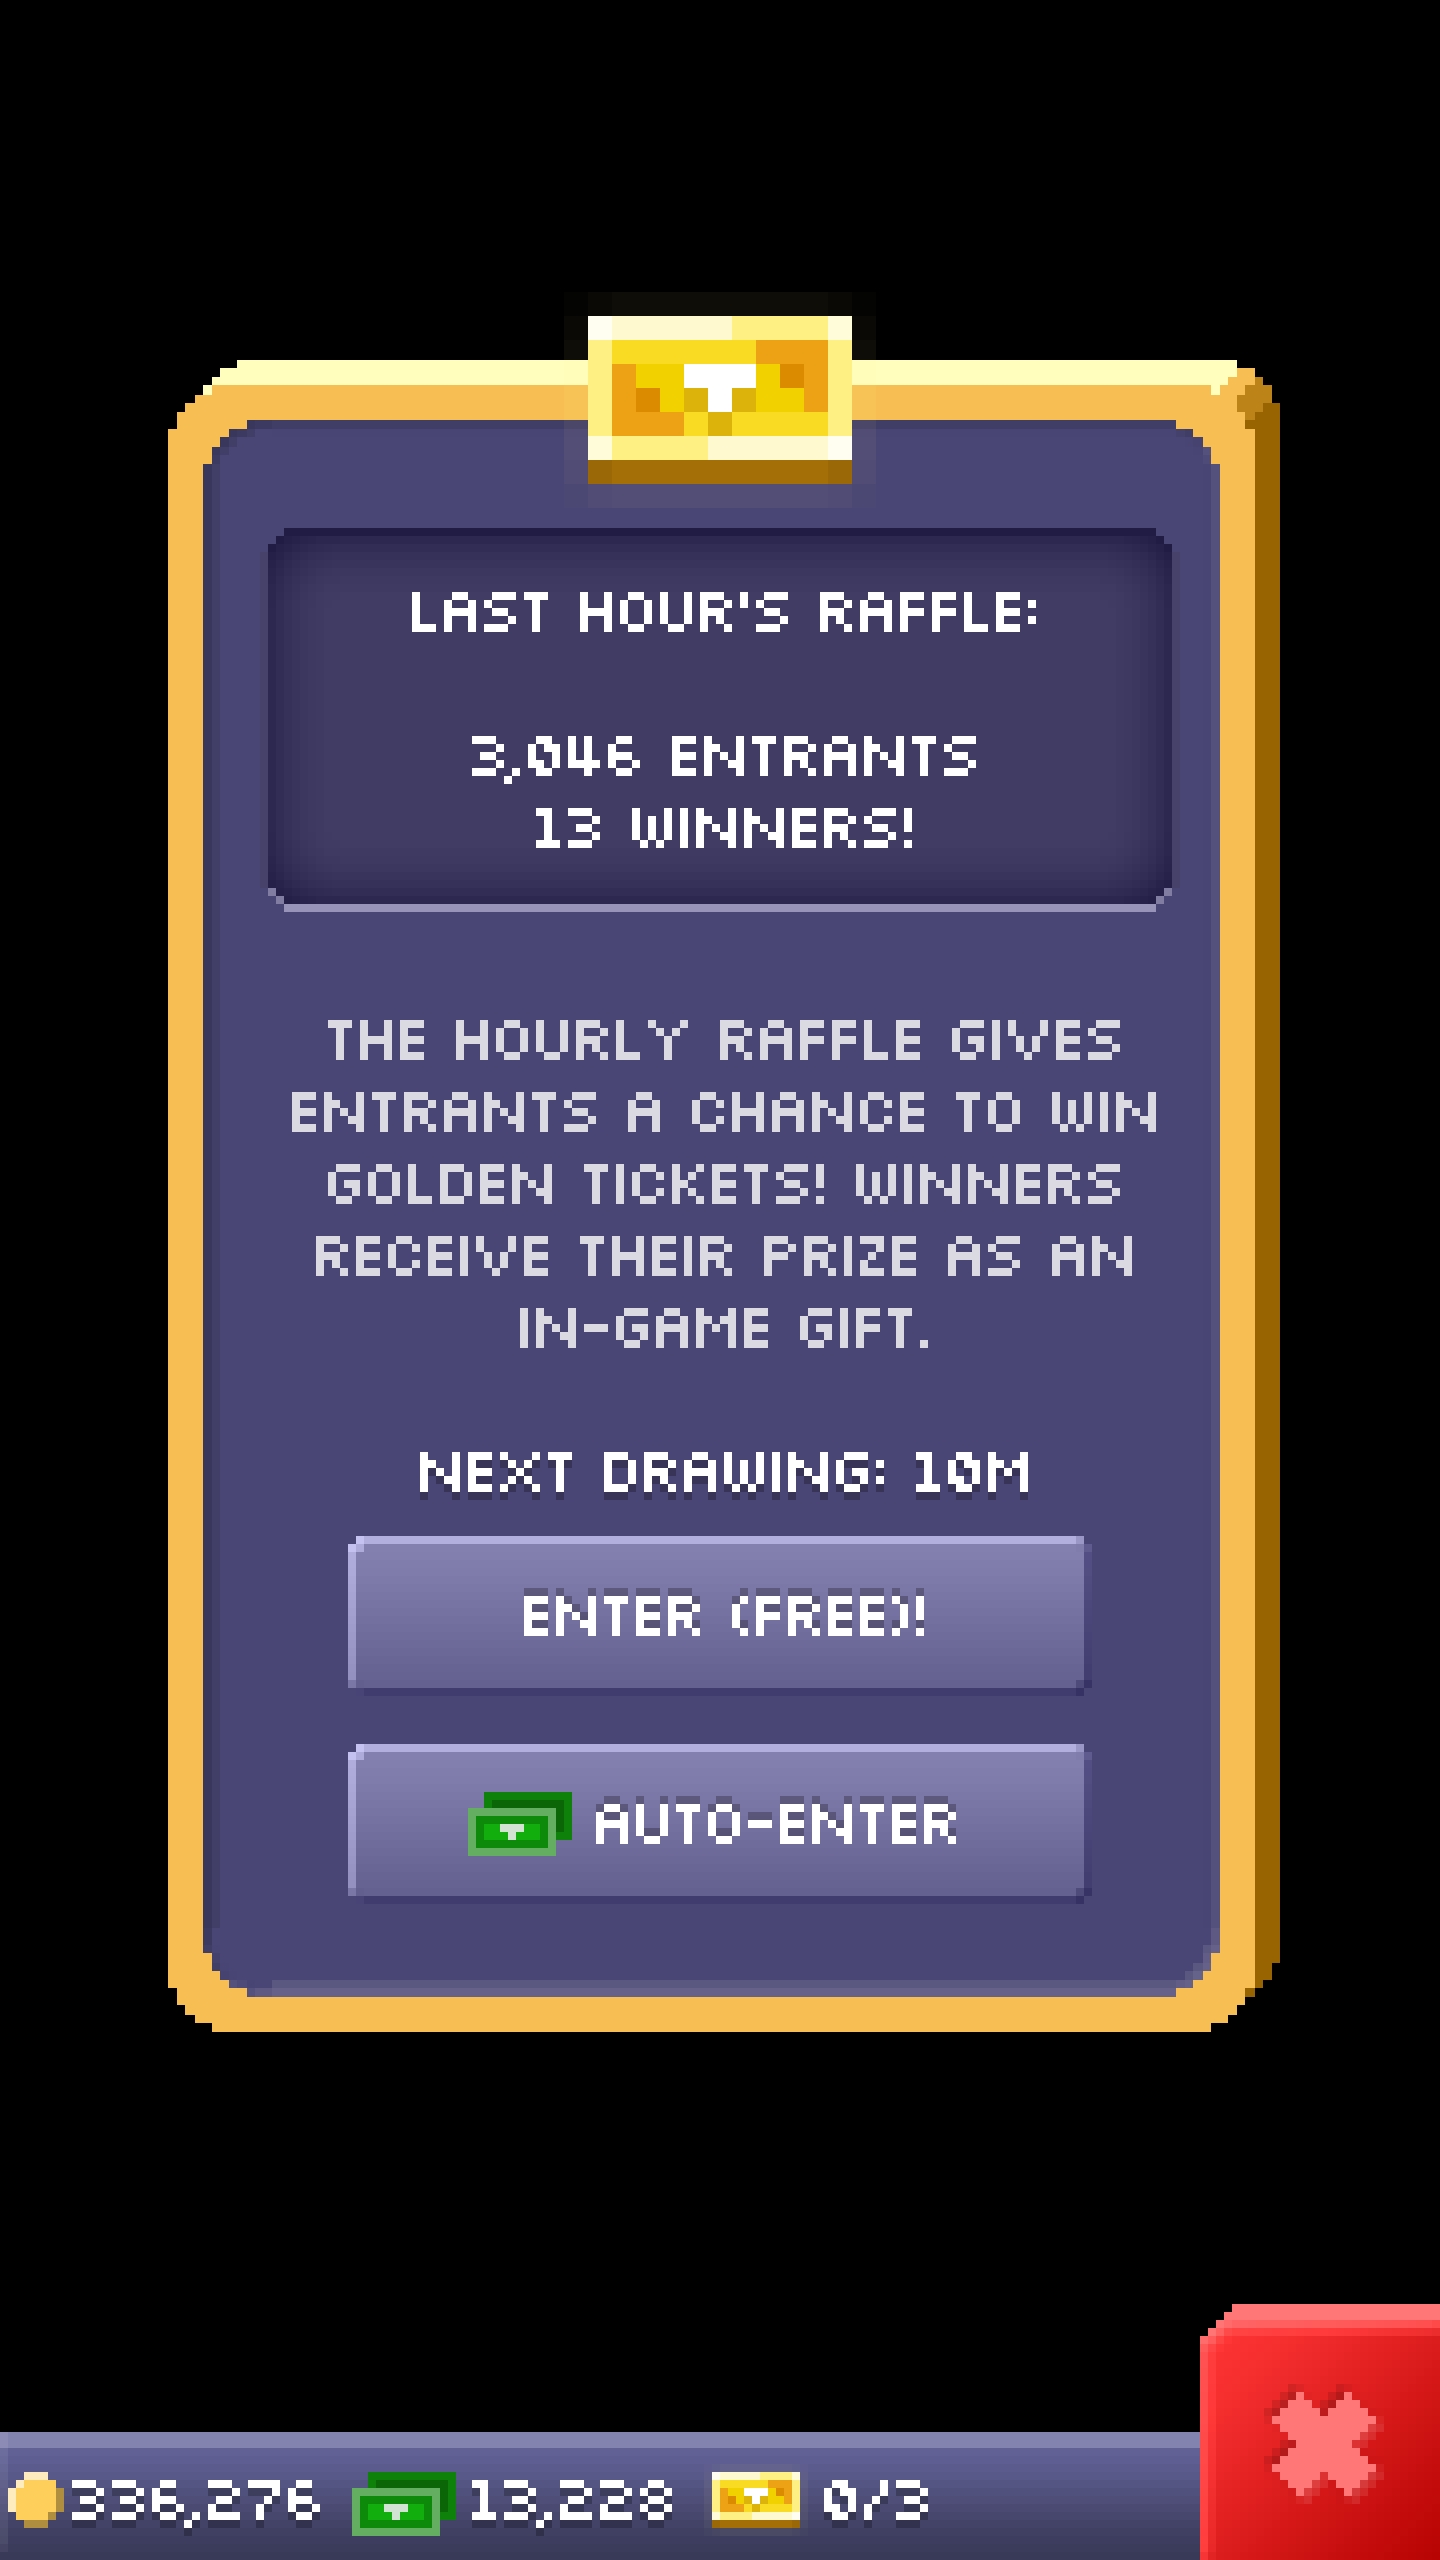 LAST HOUR'S RAFFLE:
3,046 ENTRANTS
13 WINNERS!
THE HOURLY RAFFLE GIVES
ENTRANTS A CHANCE TO WIN
GOLDEN TICKETS! WINNERS
RECEIVE THEIR PRIZE AS AN
IN-GAME GIFT.
NEXT DRAWING: 10M
ENTER (FREE)!
AUTO-ENTER
336,276 13,228 0/3